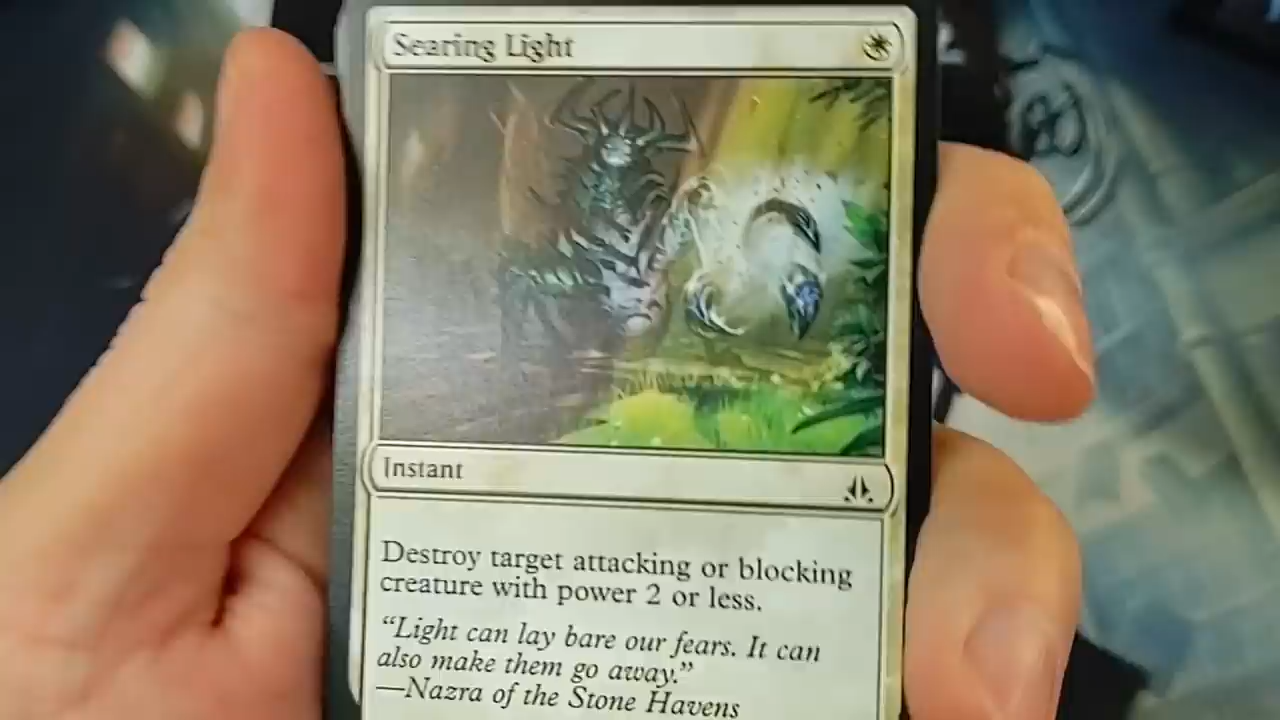 Searing Light
Instant
Destroy target attacking or blocking
creature with power 2 or less.
“Light can lay bare our fears. It can
also make them go away.”
—Nazra of the Stone Havens